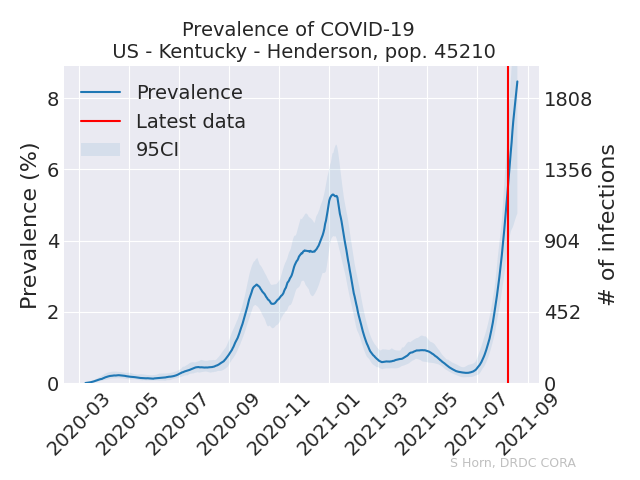 Prevalence of COVID-19
US - Kentucky - Henderson, pop. 45210
Prevalence
Latest data
95CI
Prevalence (%)
8
6
4
2
0
1808
1356
904
452
0
# of infections
2020-03
2020-05
2020-07
2020-09
2020-11
2021-01
2021-03
2021-05
2021-07
2021-09
S Horn, DRDC CORA